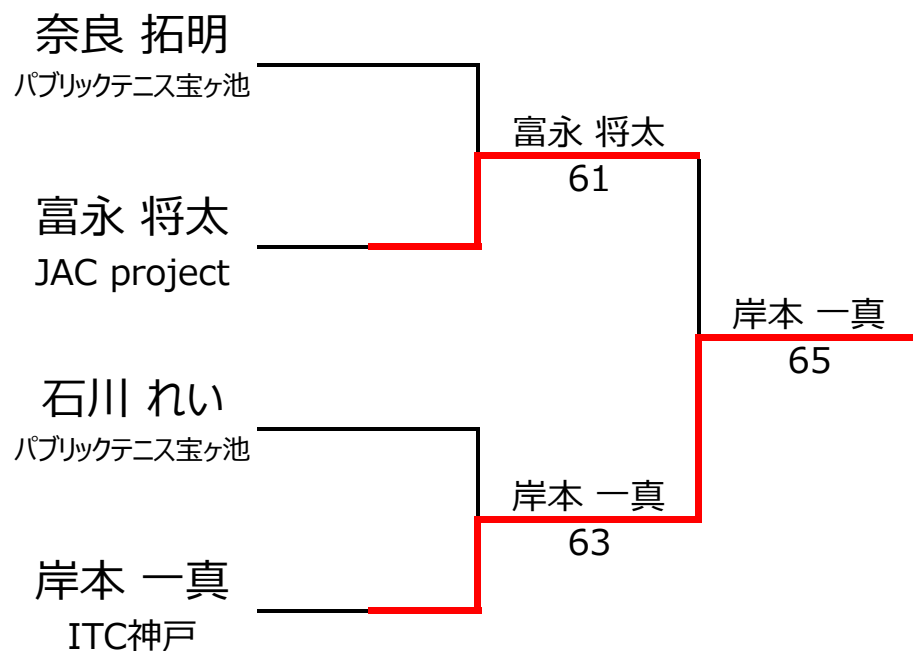 奈良 拓明
パブリックテニス宝ヶ池
富永 将太
61
富永 将太
JAC project
岸本 一真
65
石川 れい
パブリックテニス宝ヶ池
岸本 一真
63
岸本 一真
ITC神戸